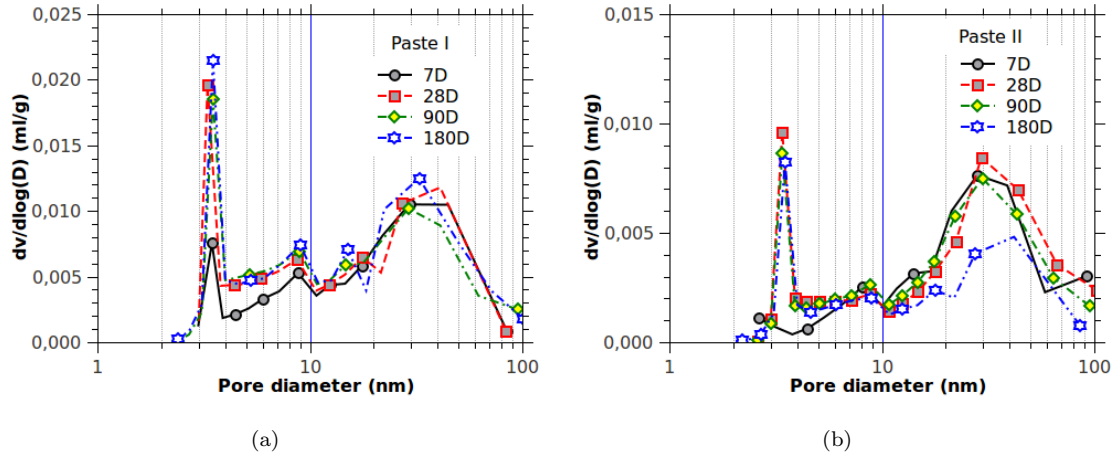 0,025
0,020
0,015
0,010
0,005
0,000
dv/dlog(D) (ml/g)
Paste I
7D
28D
90D
180D
1 10 100
Pore diameter (nm)
(a)
0,015
0,010
0,005
0,000
dv/dlog(D) (ml/g)
Paste II
7D
28D
90D
180D
1 10 100
Pore diameter (nm)
(b)